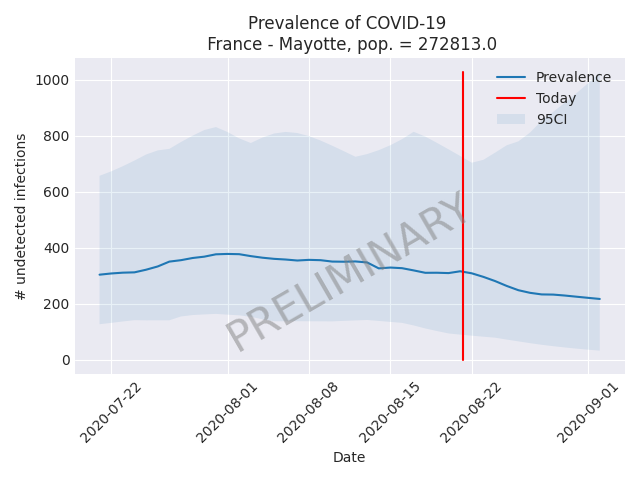 Prevalence of COVID-19
France - Mayotte, pop. = 272813.0
# undetected infections
1000
800
600
400
200
0
Prevalence
Today
95CI
PRELIMINARY
2020-07-22
2020-08-01
2020-08-08
2020-08-15
2020-08-22
2020-09-01
Date